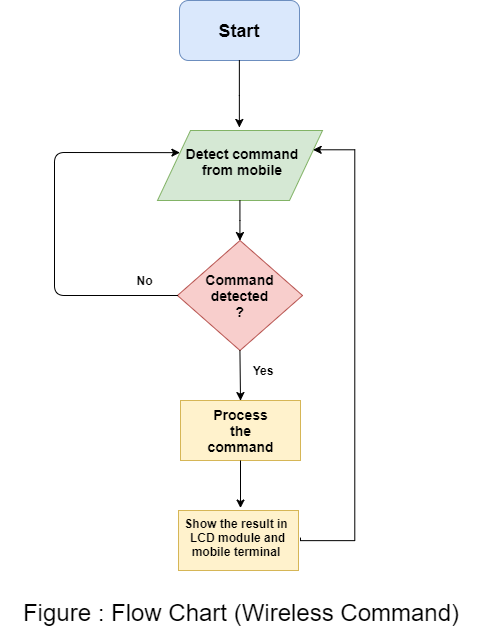 Start
Detect command
from mobile
Command
detected
?
No
Yes
Process
the
command
Show the result in
LCD module and
mobile terminal
Figure : Flow Chart (Wireless Command)